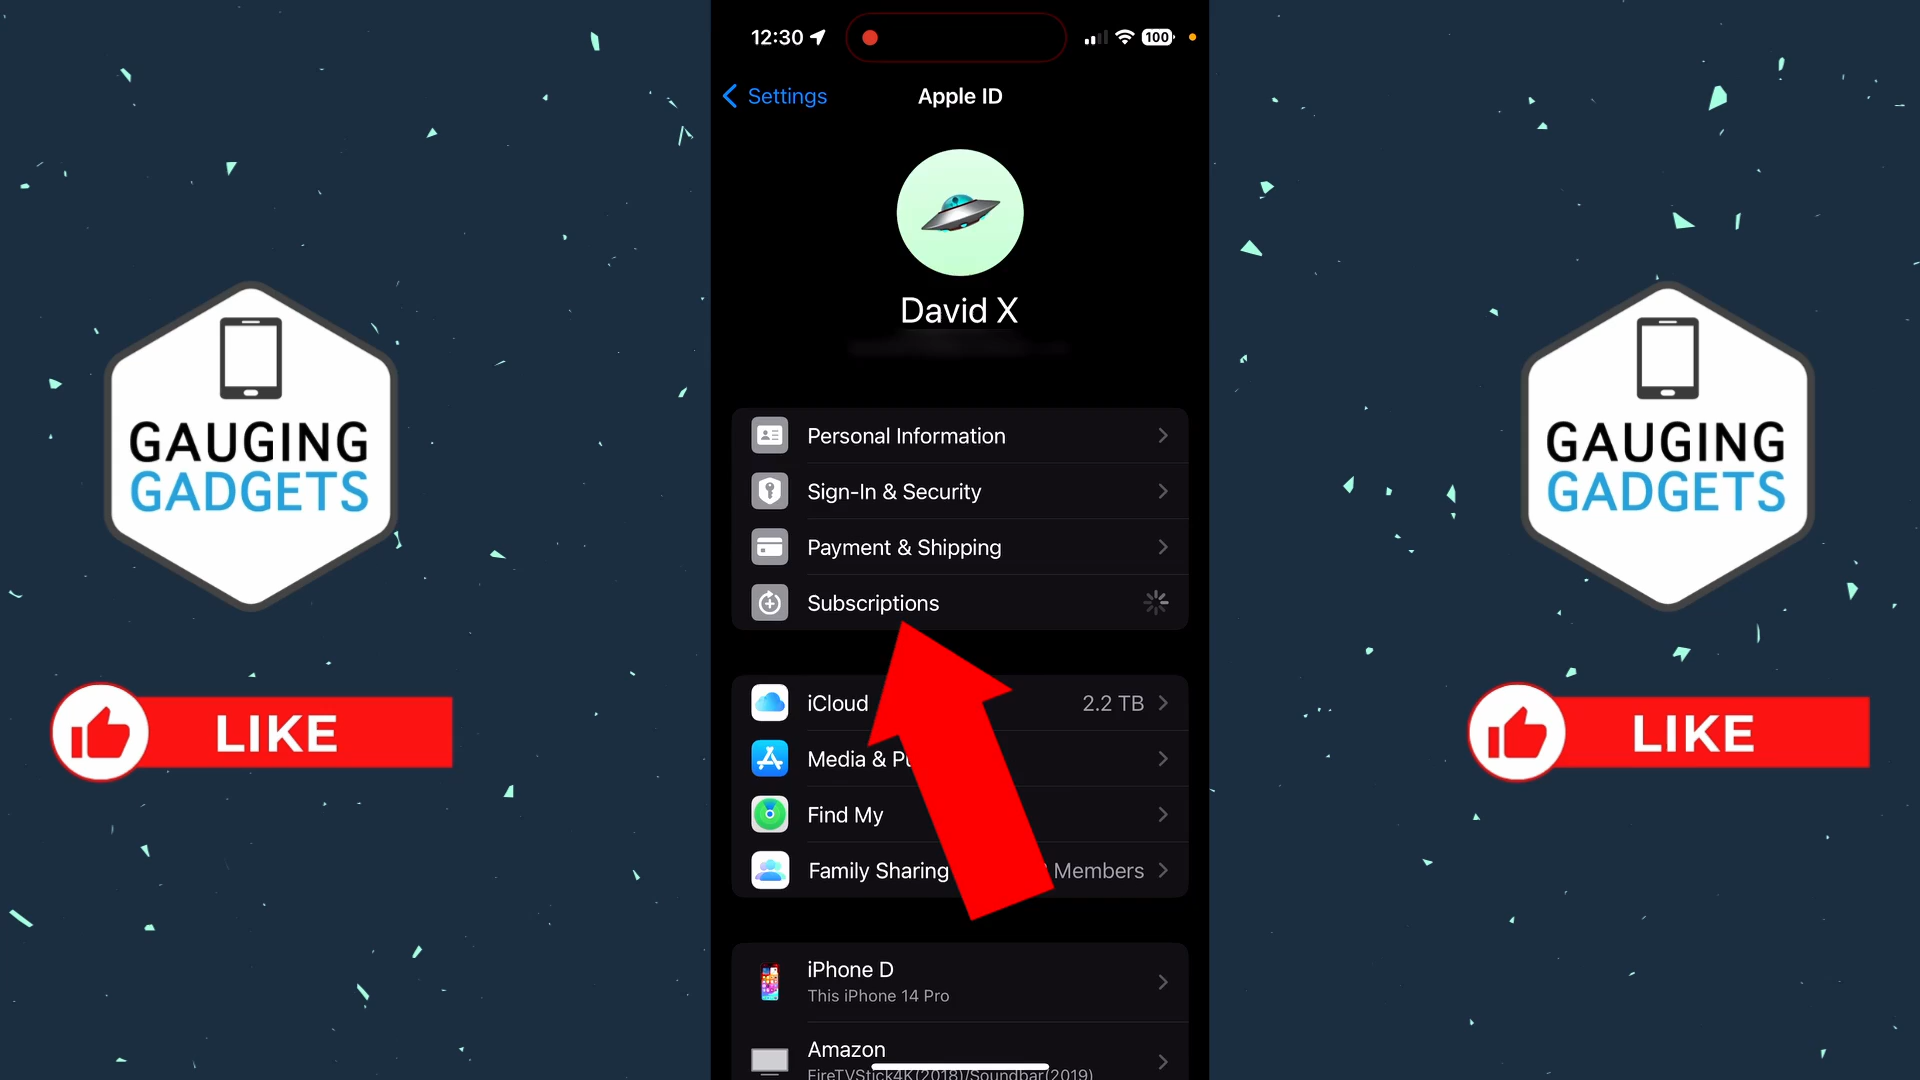 12:30
100
Settings
Apple ID
David X
Personal Information
Sign-In & Security
Payment & Shipping
Subscriptions
iCloud 2.2 TB
Media &
Find My
Family Sharing Members
iPhone D
This iPhone 14 Pro
Amazon
FireTVStick4K(2018)/Soundbar(2019)
GAUGING
GADGETS
LIKE
GAUGING
GADGETS
LIKE